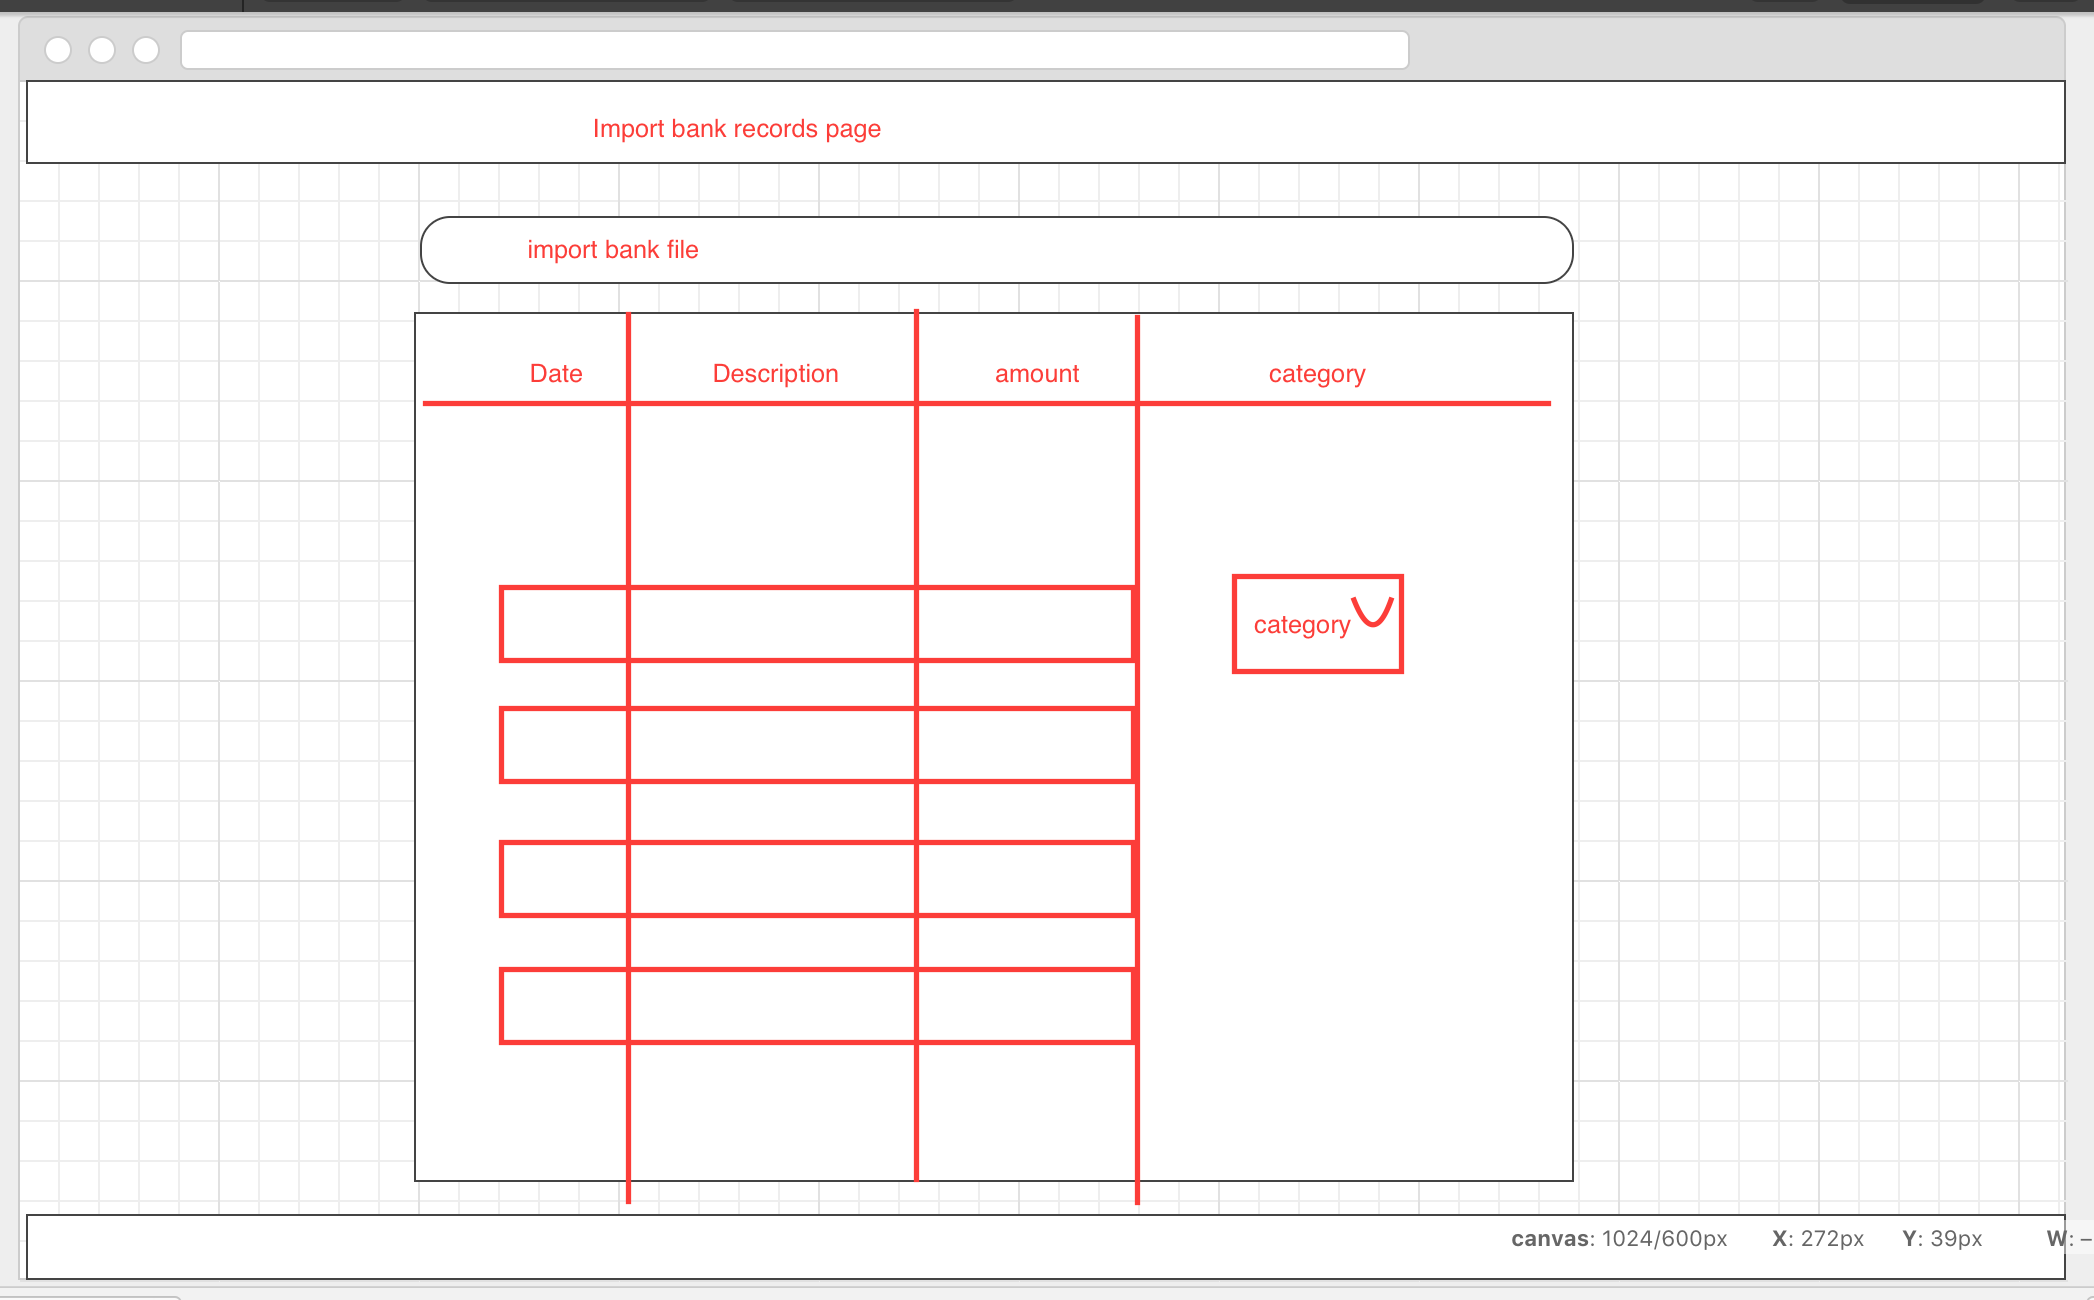 Import bank records page
import bank file
Date Description amount category
category
canvas: 1024/600px X: 272px Y: 39px W: –